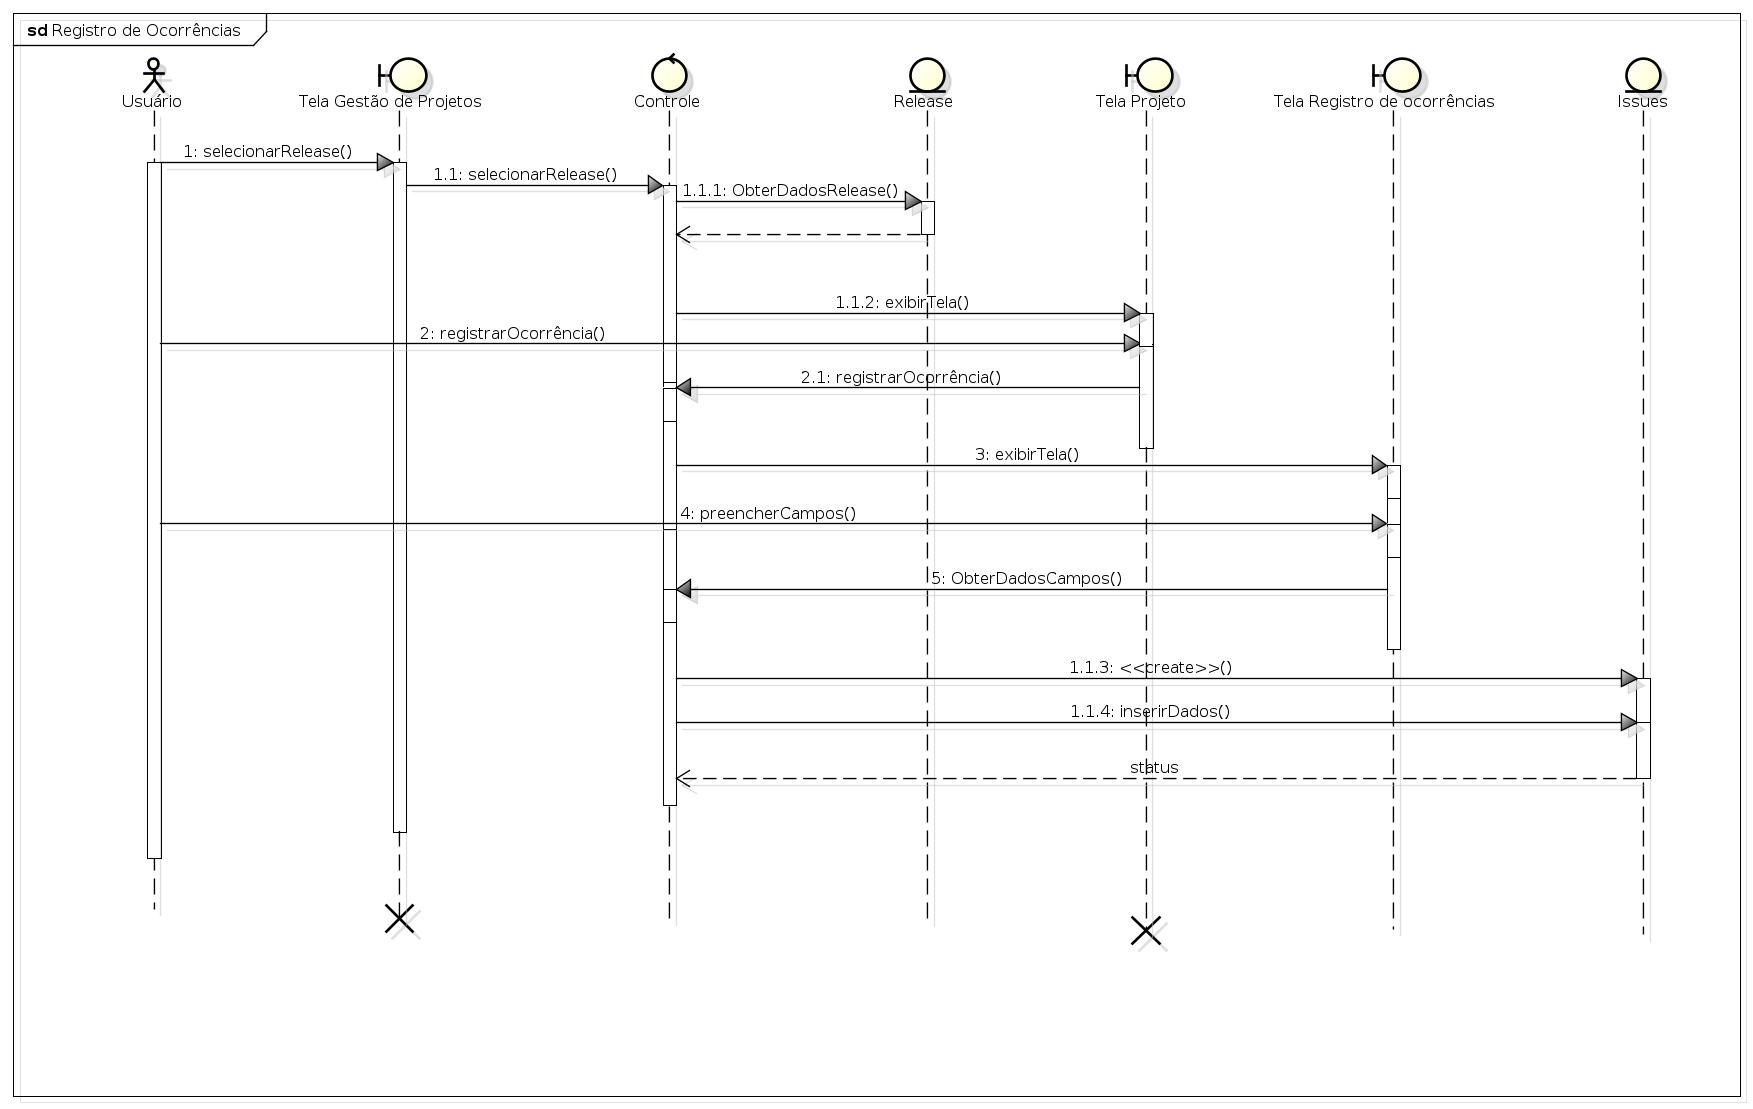 sd Registro de Ocorrências
Usuário
Tela Gestão de Projetos
Controle
Release
Tela Projeto
Tela Registro de ocorrências
Issues
1: selecionarRelease()
1.1: selecionarRelease()
1.1.1: ObterDadosRelease()
1.1.2: exibirTela()
2: registrarOcorrência()
2.1: registrarOcorrência()
3: exibirTela()
4: preencherCampos()
5: ObterDadosCampos()
1.1.3: <<create>>()
1.1.4: inserirDados()
status